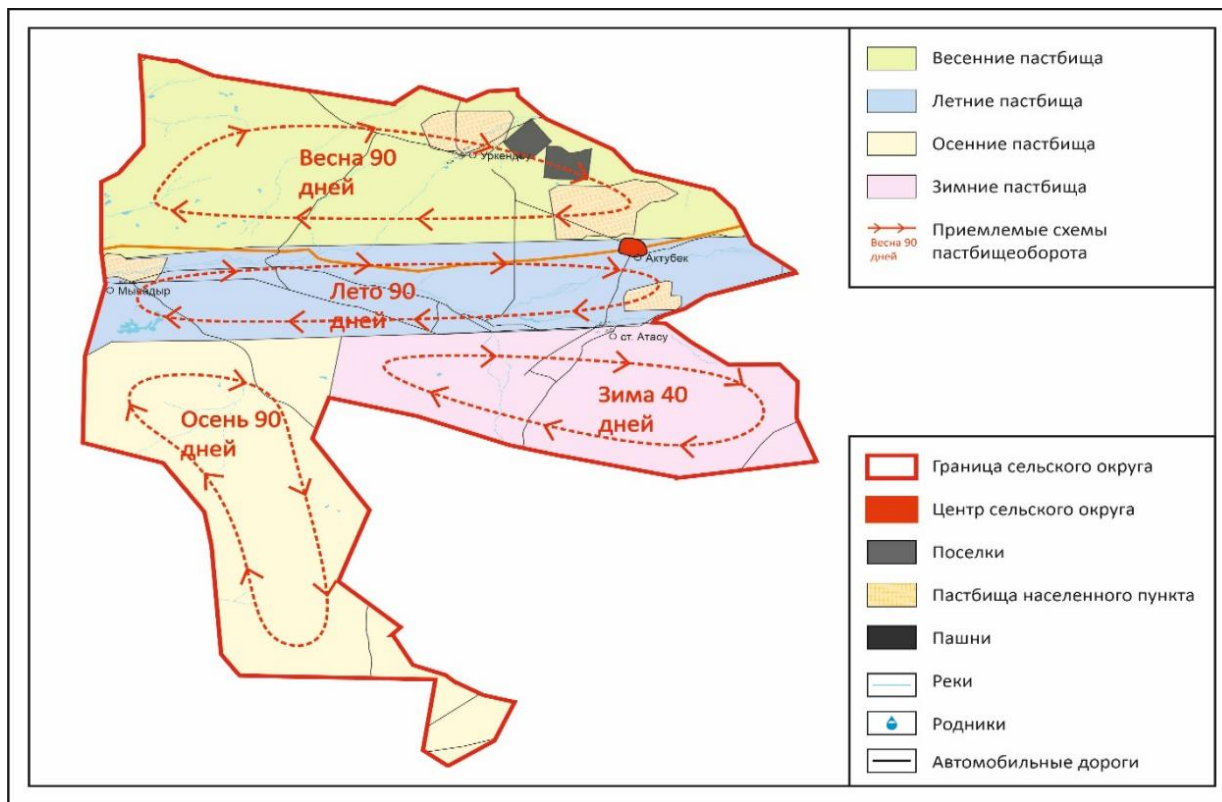 Весна 90
дней
Уркендеу
Актубек
Мыйдыр
Лето 90
дней
ст. Атасу
Зима 40
дней
Осень 90
дней
Весенние пастбища
Летние пастбища
Осенние пастбища
Зимние пастбища
Весна 90
дней
Приемлемые схемы
пастбищеоборота
Граница сельского округа
Центр сельского округа
Поселки
Пастбища населенного пункта
Пашни
Реки
Родники
Автомобильные дороги